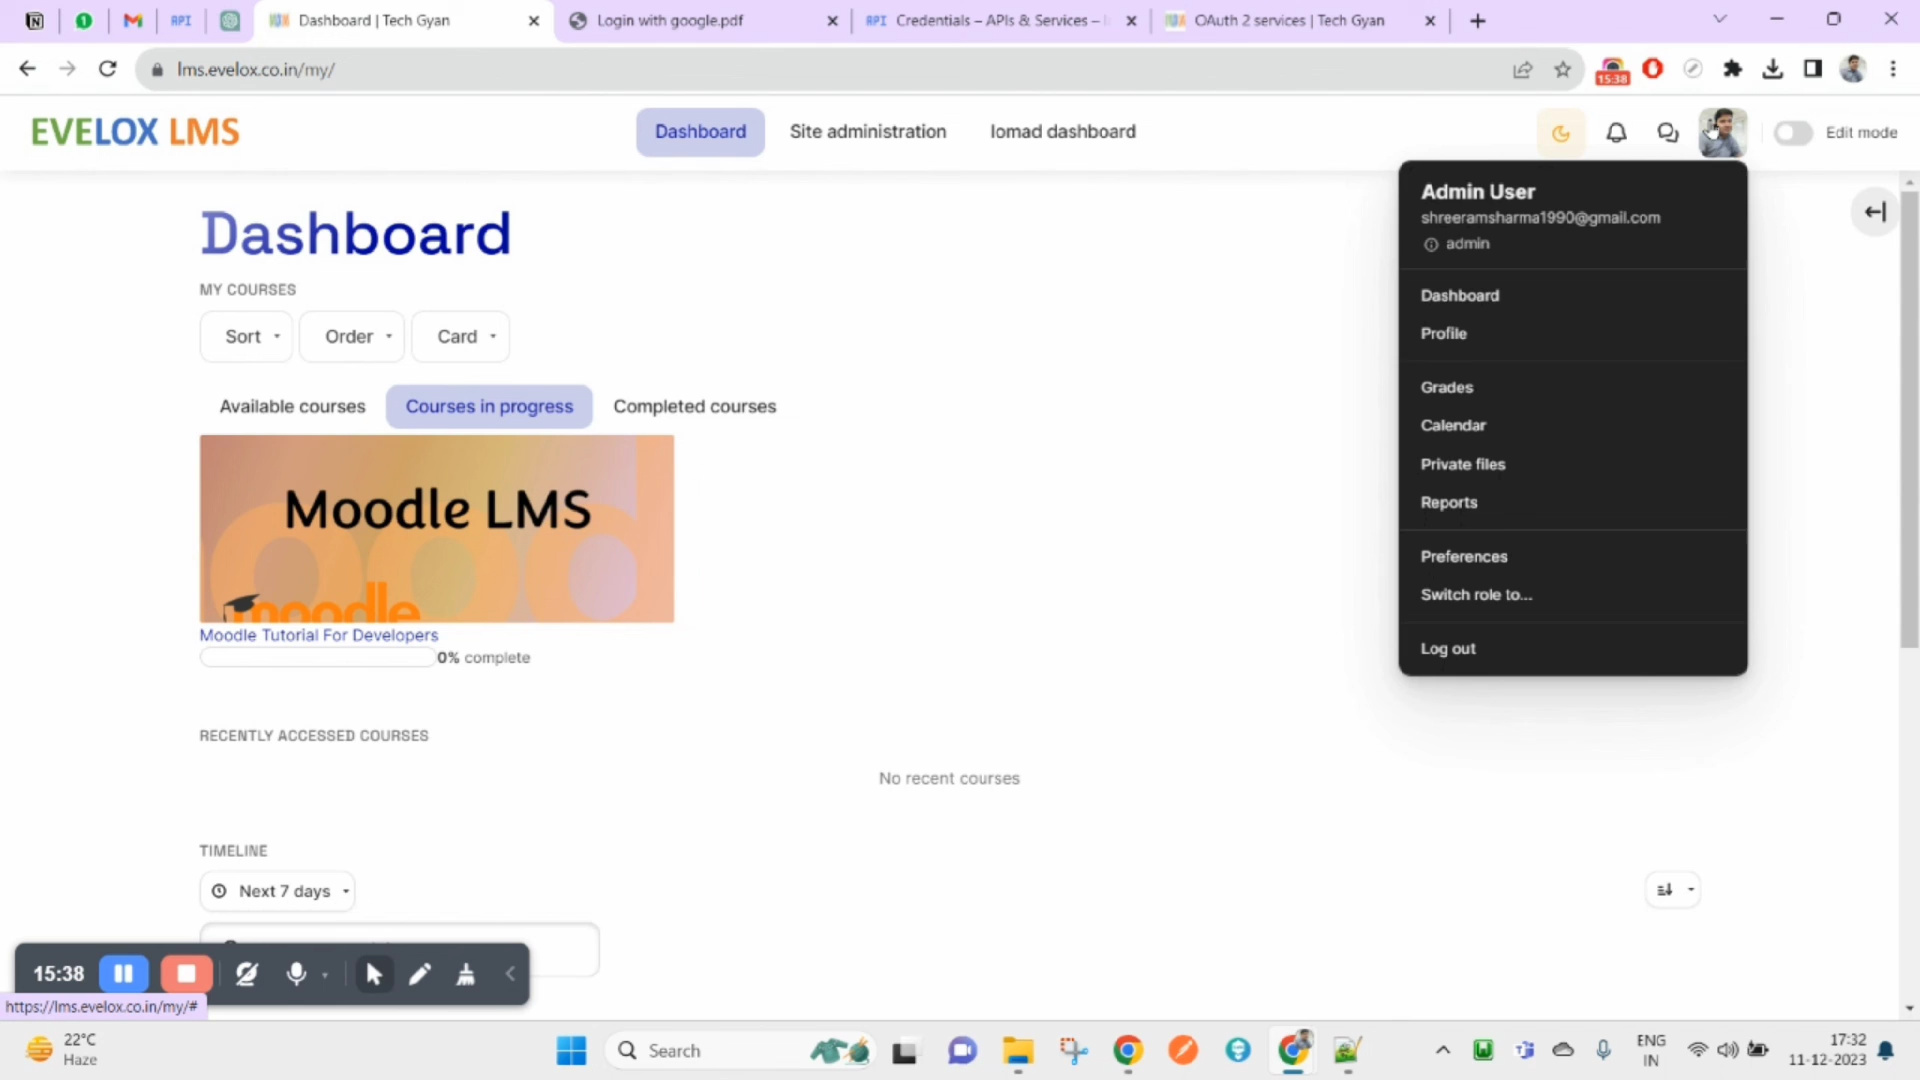 Dashboard | Tech Gyan
Login with google.pdf
API Credentials – APIs & Services –
OAuth 2 services | Tech Gyan
API
lms.evelox.co.in/my/
15:38
EVELOX LMS
Dashboard
Site administration
Iomad dashboard
Edit mode
Admin User
shreeramsharma1990@gmail.com
admin
Dashboard
Profile
Grades
Calendar
Private files
Reports
Preferences
Switch role to...
Log out
Dashboard
MY COURSES
Sort
Order
Card
Available courses
Courses in progress
Completed courses
Moodle LMS
moodle
Moodle Tutorial For Developers
0% complete
RECENTLY ACCESSED COURSES
No recent courses
TIMELINE
Next 7 days
15:38
https://lms.evelox.co.in/my/#
22°C
Haze
Search
ENG
IN
17:32
11-12-2023